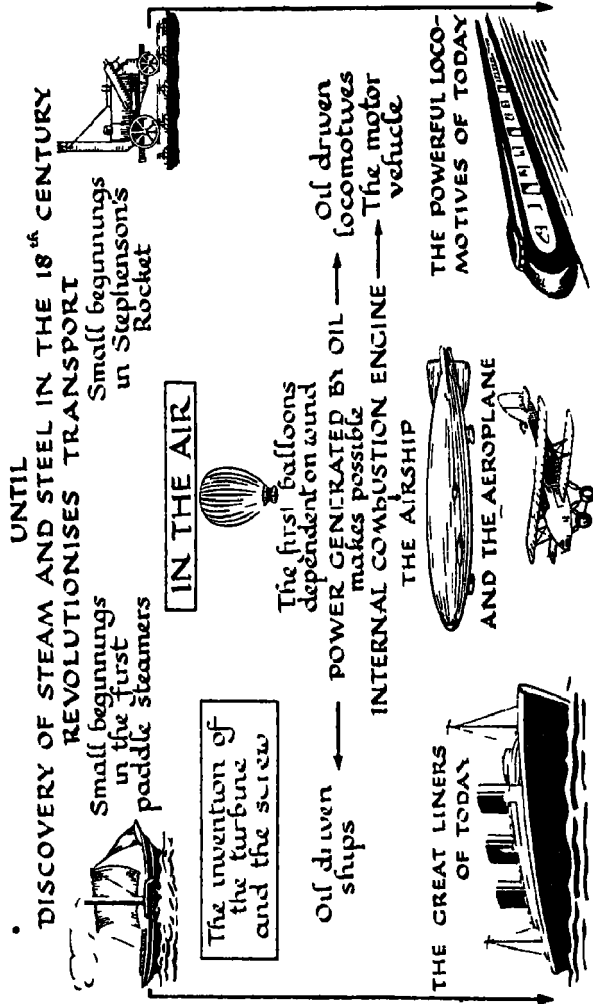 UNTIL
DISCOVERY OF STEAM AND STEEL IN THE 18th CENTURY
REVOLUTIONISES TRANSPORT
Small beginnings
in the first
paddle steamers
Small beginnings
in Stephenson's
Rocket
IN THE AIR
The invention of
the turbine
and the screw
The first balloons
dependent on wind
Oil driven
ships
POWER GENERATED BY OIL
makes possible
INTERNAL COMBUSTION ENGINE
Oil driven
locomotives
The motor
vehicle
THE AIRSHIP
THE GREAT LINERS
OF TODAY
AND THE AEROPLANE
THE POWERFUL LOCO-
MOTIVES OF TODAY